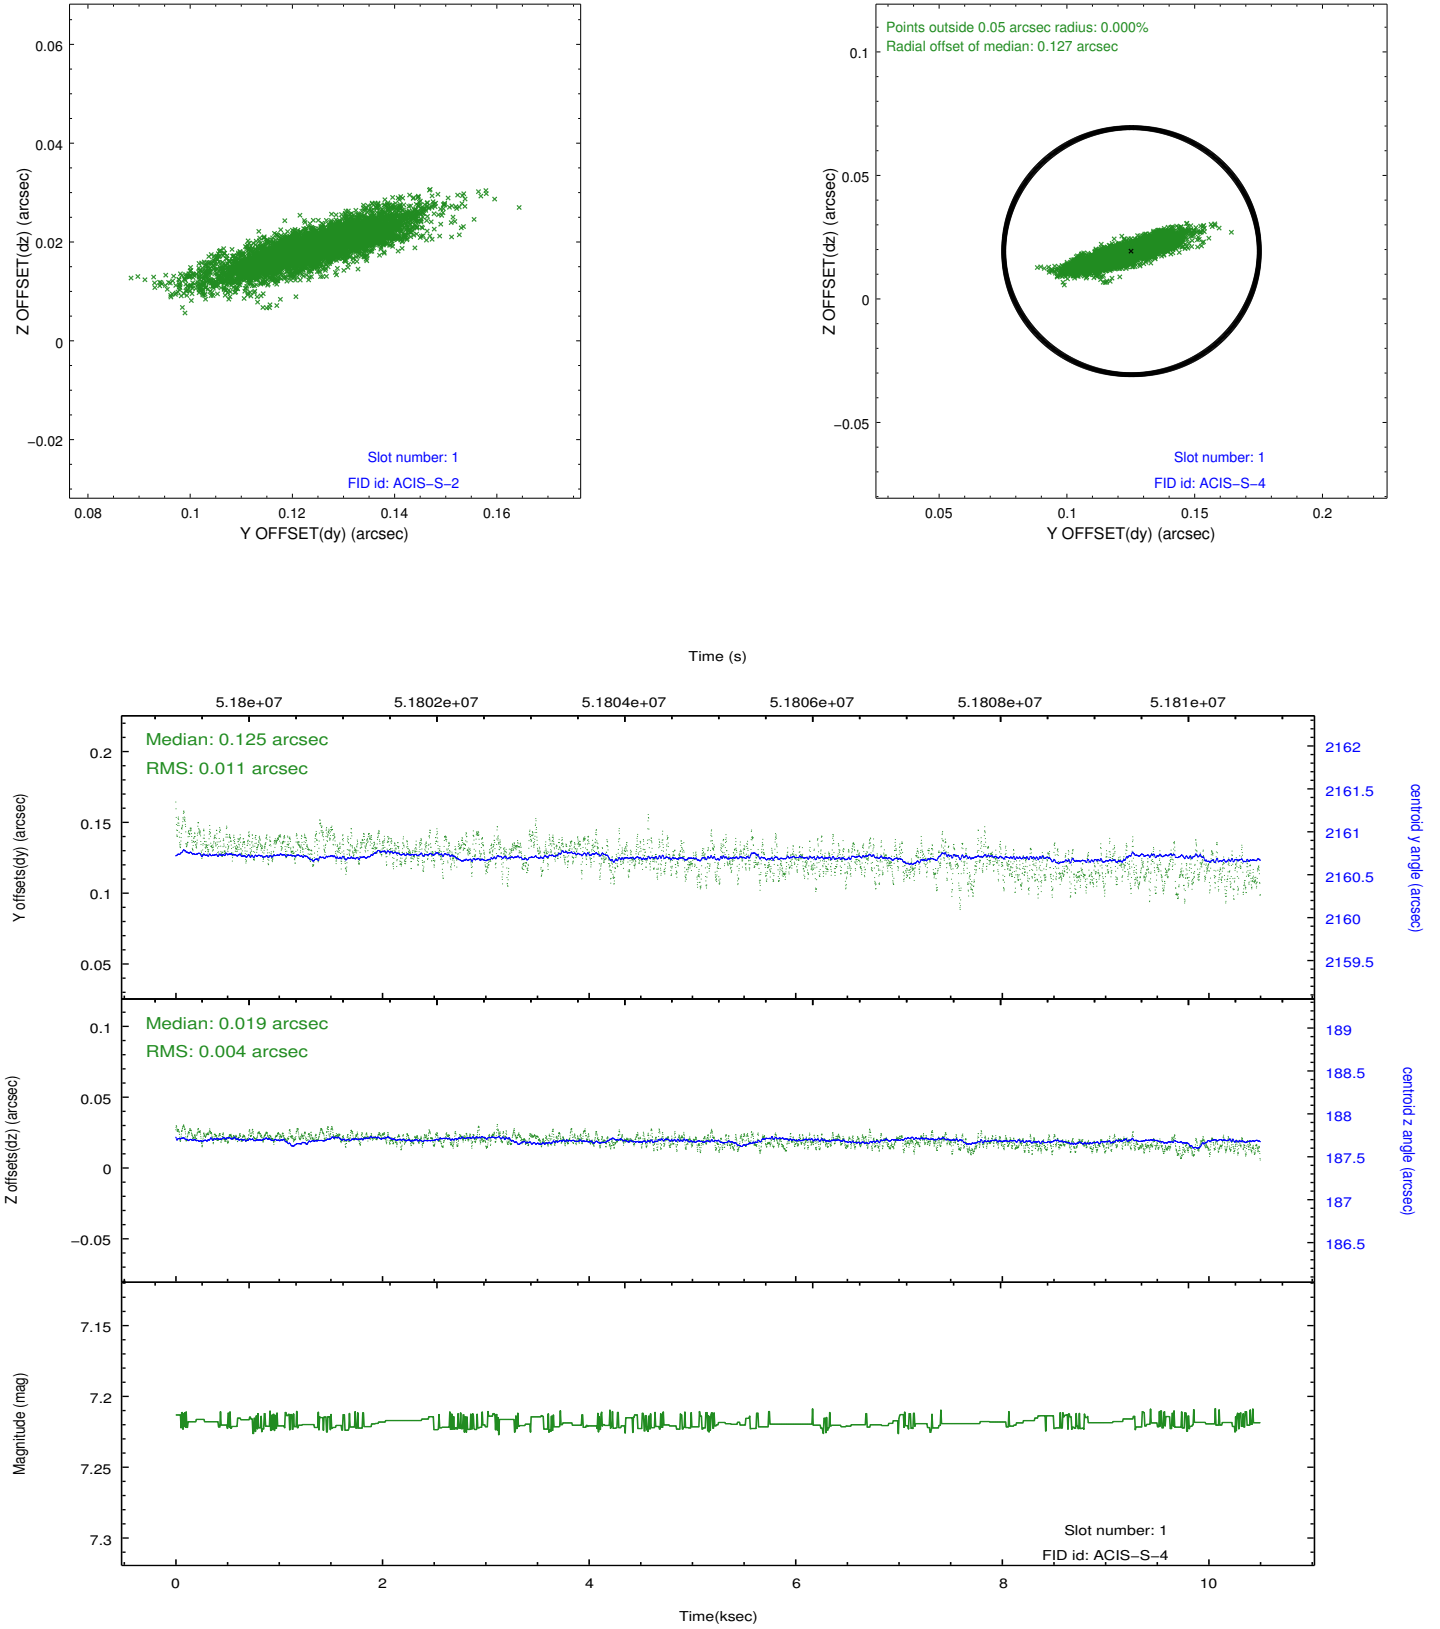 0.06
0.04
0.02
0
−0.02
Z OFFSET(dz) (arcsec)
Slot number: 1
FID id: ACIS−S−2
0.08
0.1
0.12
0.14
0.16
Y OFFSET(dy) (arcsec)
Points outside 0.05 arcsec radius: 0.000%
Radial offset of median: 0.127 arcsec
0.1
0.05
0
−0.05
Z OFFSET(dz) (arcsec)
Slot number: 1
FID id: ACIS−S−4
0.05
0.1
0.15
0.2
Y OFFSET(dy) (arcsec)
Time (s)
5.18e+07
5.1802e+07
5.1804e+07
5.1806e+07
5.1808e+07
5.181e+07
Median: 0.125 arcsec
RMS: 0.011 arcsec
0.2
0.15
0.1
0.05
Y offsets(dy) (arcsec)
2162
2161.5
2161
2160.5
2160
2159.5
centroid y angle (arcsec)
Median: 0.019 arcsec
RMS: 0.004 arcsec
0.1
0.05
0
−0.05
Z offsets(dz) (arcsec)
189
188.5
188
187.5
187
186.5
centroid z angle (arcsec)
7.15
7.2
7.25
7.3
Magnitude (mag)
Slot number: 1
FID id: ACIS−S−4
0
2
4
6
8
10
Time(ksec)